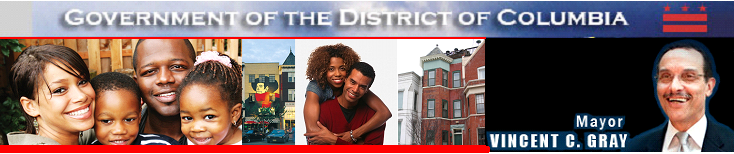 GOVERNMENT OF THE DISTRICT OF COLUMBIA
Mayor
VINCENT C. GRAY